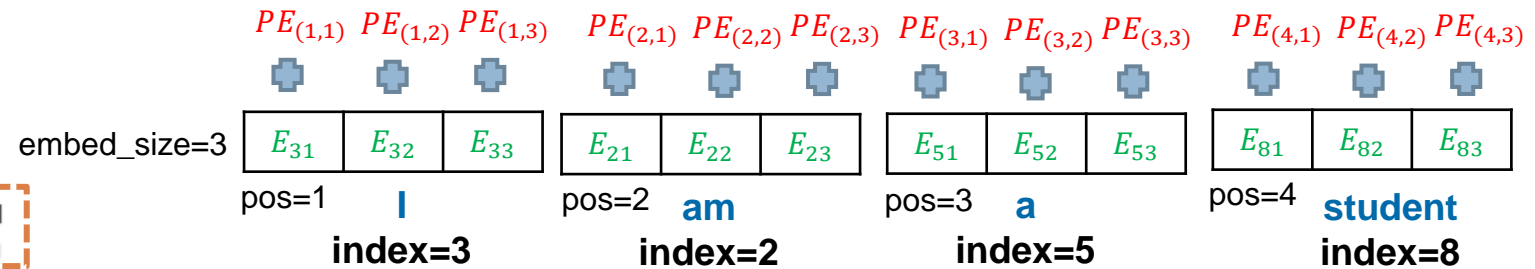 PE(1,1) PE(1,2) PE(1,3) PE(2,1) PE(2,2) PE(2,3) PE(3,1) PE(3,2) PE(3,3) PE(4,1) PE(4,2) PE(4,3)
embed_size=3 E31 E32 E33 E21 E22 E23 E51 E52 E53 E81 E82 E83
pos=1 I pos=2 am pos=3 a pos=4 student
index=3 index=2 index=5 index=8